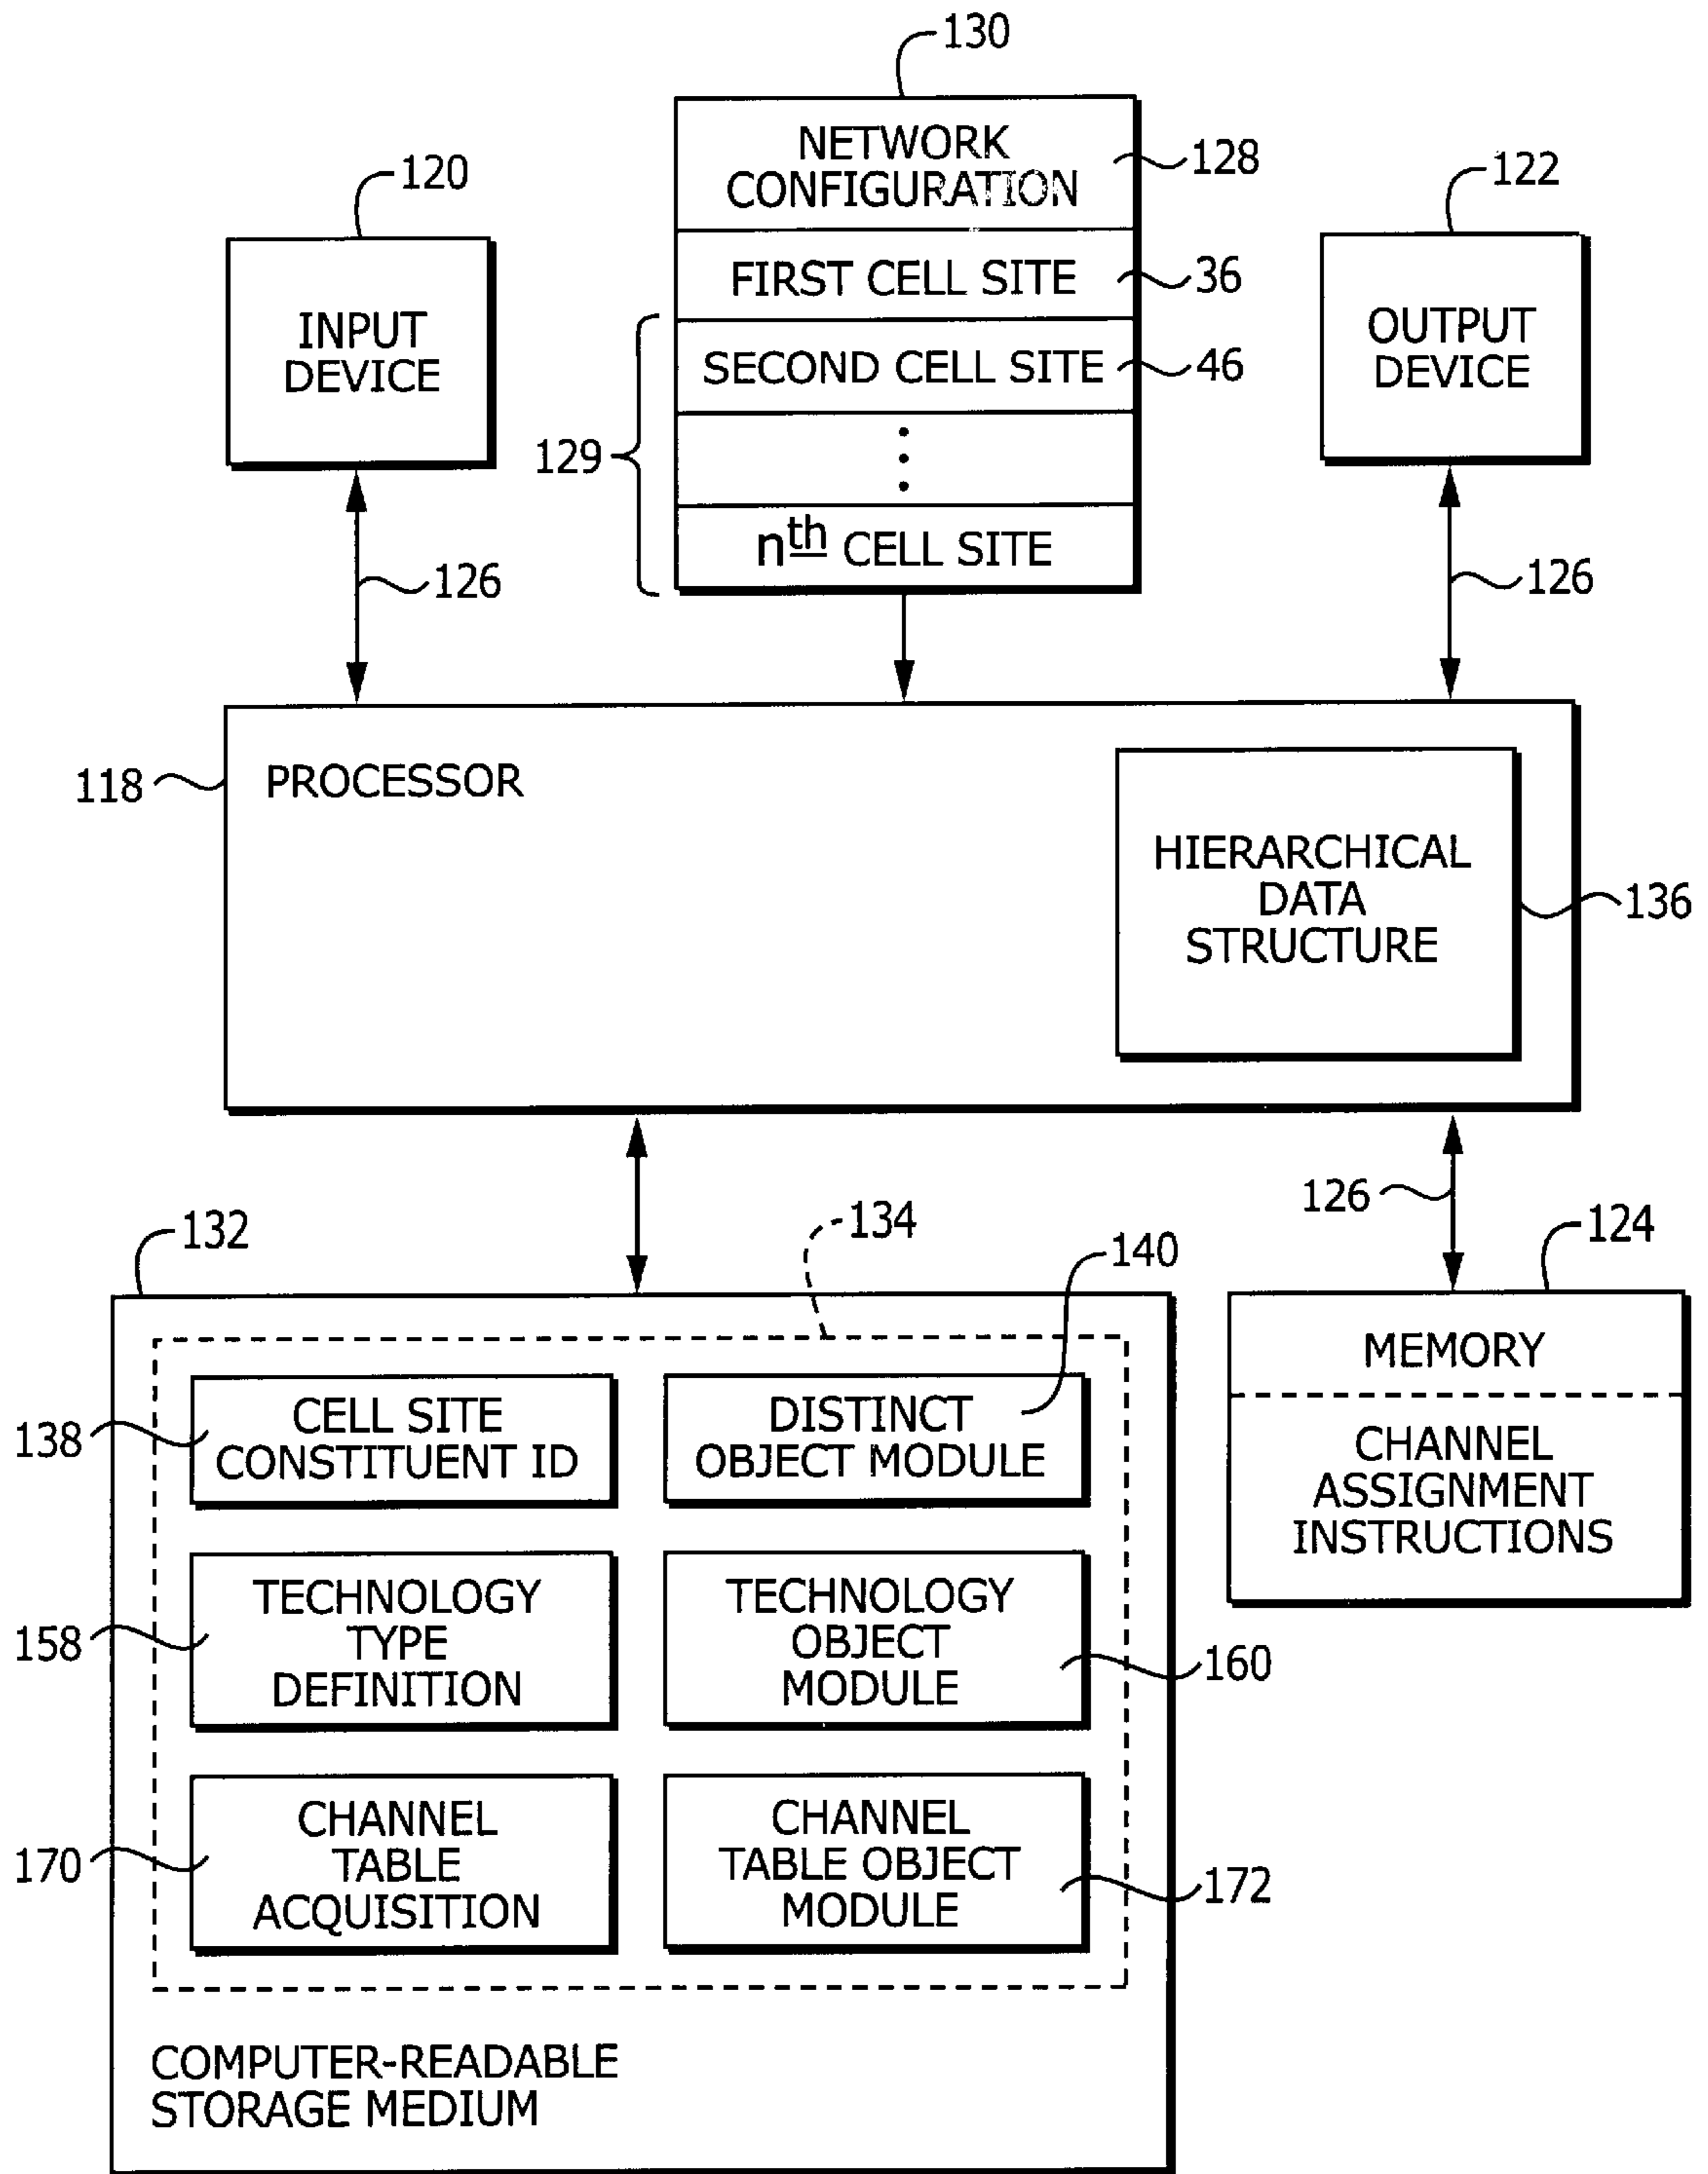 130
NETWORK
CONFIGURATION
128
120
122
FIRST CELL SITE
36
INPUT
DEVICE
SECOND CELL SITE
46
OUTPUT
DEVICE
129
nth CELL SITE
126
126
118
PROCESSOR
HIERARCHICAL
DATA
STRUCTURE
136
126
132
134
140
124
CELL SITE
CONSTITUENT ID
138
DISTINCT
OBJECT MODULE
MEMORY
CHANNEL
ASSIGNMENT
INSTRUCTIONS
158
TECHNOLOGY
TYPE
DEFINITION
TECHNOLOGY
OBJECT
MODULE
160
170
CHANNEL
TABLE
ACQUISITION
CHANNEL
TABLE OBJECT
MODULE
172
COMPUTER-READABLE
STORAGE MEDIUM